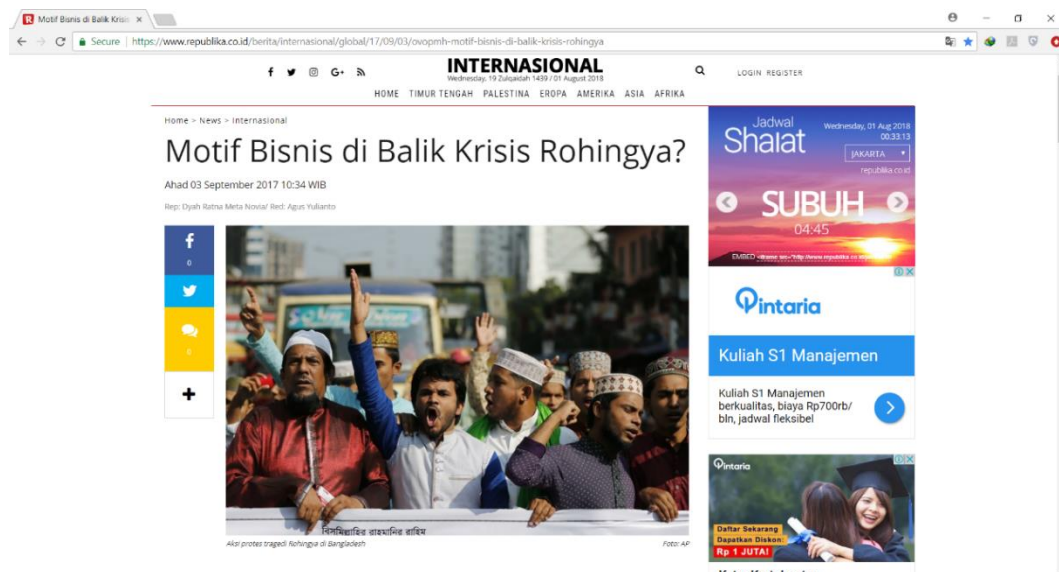 Motif Bisnis di Balik Krisis
Secure https://www.republika.co.id/berita/internasional/global/17/09/03/ovopmh-motif-bisnis-di-balik-krisis-rohingya
INTERNASIONAL
Wednesday, 19 Zulqaidah 1439 / 01 August 2018
LOGIN REGISTER
HOME TIMUR TENGAH PALESTINA EROPA AMERIKA ASIA AFRIKA
Home > News > Internasional
Motif Bisnis di Balik Krisis Rohingya?
Ahad 03 September 2017 10:34 WIB
Rep: Dyah Ratna Meta Novia/ Red: Agus Yulianto
0
0
বিসমিল্লাহির রাহমানির রাহিম
Aksi protes tragedi Rohingya di Bangladesh
Foto: AP
Jadwal
Shalat
Wednesday, 01 Aug 2018
00:33:13
JAKARTA
republika.co.id
SUBUH
04:45
EMBED
Pintaria
Kuliah S1 Manajemen
Kuliah S1 Manajemen
berkualitas, biaya Rp700rb/
bln, jadwal fleksibel
Pintaria
Daftar Sekarang
Dapatkan Diskon:
Rp 1 JUTA!